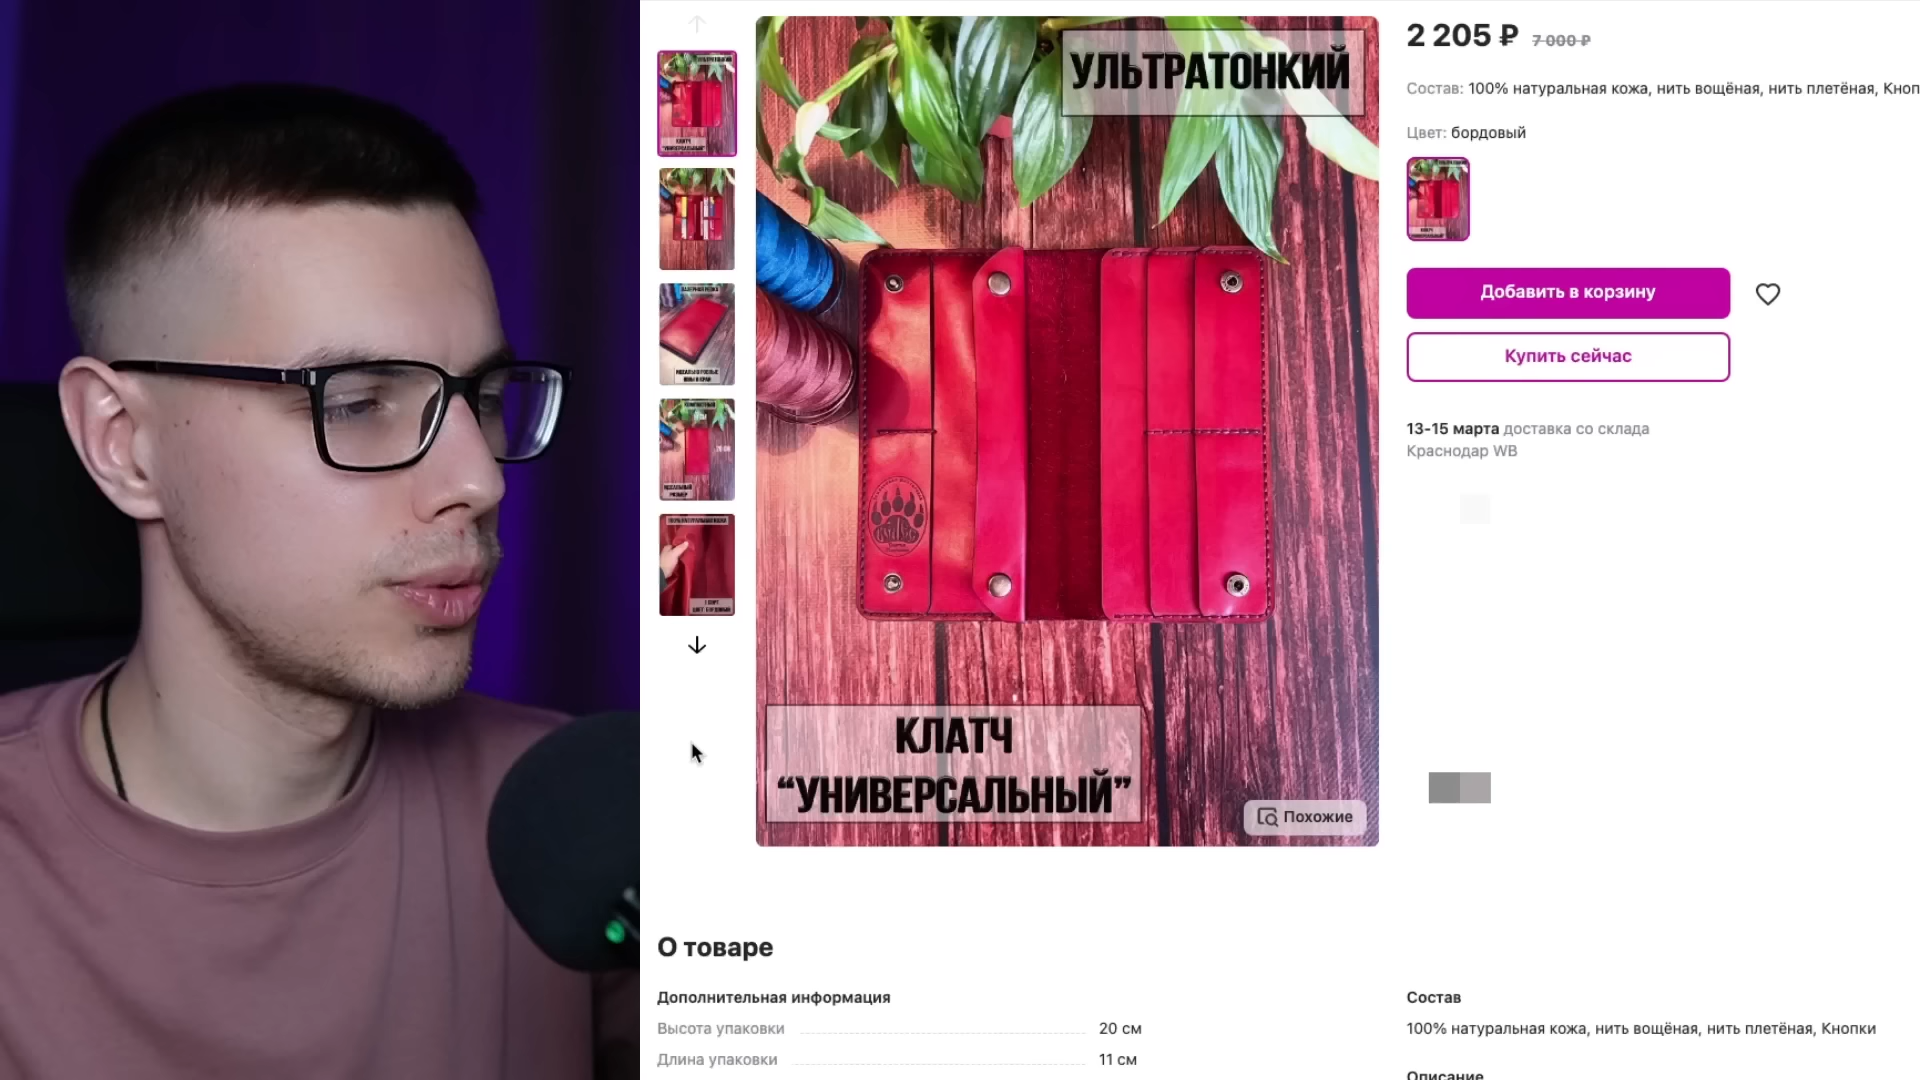 УЛЬТРАТОНКИЙ
КЛАТЧ
“УНИВЕРСАЛЬНЫЙ”
Похожие
2 205 ₽ 7 000 ₽
Состав: 100% натуральная кожа, нить вощёная, нить плетёная, Кноп
Цвет: бордовый
Добавить в корзину
Купить сейчас
13-15 марта доставка со склада
Краснодар WB
О товаре
Дополнительная информация
Высота упаковки 20 см
Длина упаковки 11 см
Состав
100% натуральная кожа, нить вощёная, нить плетёная, Кнопки
Описание